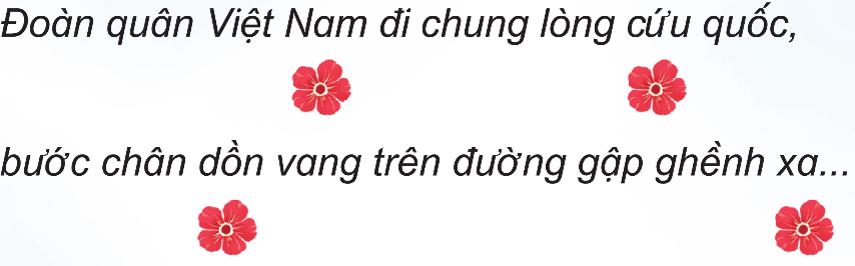 Đoàn quân Việt Nam đi chung lòng cứu quốc,
bước chân dồn vang trên đường gập ghềnh xa...